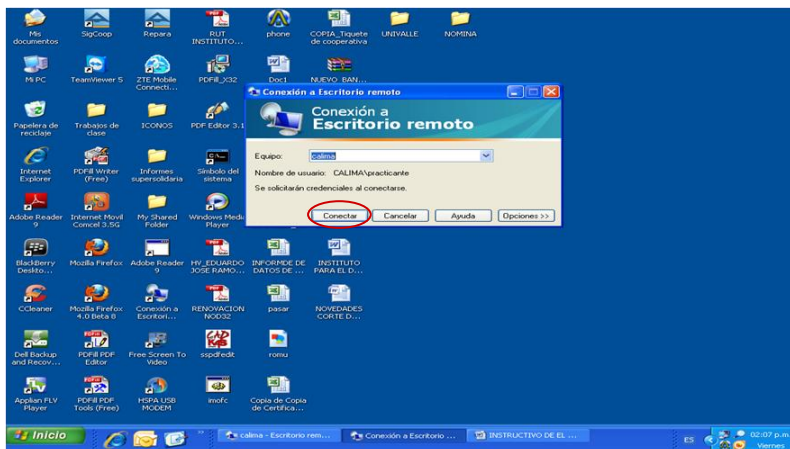 Mis
documentos
SigCoop
Repara
RUT
INSTITUTO...
phone
COPIA_Tiquete
de cooperativa
UNIVALLE
NOMINA
Mi PC
TeamViewer 5
ZTE Mobile
Connecti...
PDFill_X32
Doc1
NUEVO_BAN...
Papelera de
reciclaje
Trabajos de
clase
ICONOS
PDF Editor 3.1
Internet
Explorer
PDFill Writer
(Free)
Informes
supersolidaria
Símbolo del
sistema
Adobe Reader
9
Internet Movil
Comcel 3.5G
My Shared
Folder
Windows Media
Player
Conexión a Escritorio remoto
Conexión a
Escritorio remoto
Equipo:
calima
Nombre de usuario: CALIMA\practicante
Se solicitarán credenciales al conectarse.
Conectar
Cancelar
Ayuda
Opciones >>
BlackBerry
Deskto...
Mozilla Firefox
Adobe Reader
9
HV_EDUARDO
JOSE RAMO...
INFORMDE DE
DATOS DE ...
INSTITUTO
PARA EL D...
CCleaner
Mozilla Firefox
4.0 Beta 8
Conexión a
Escritori...
RENOVACION
NOD32
pasar
NOVEDADES
CORTE D...
Dell Backup
and Recov...
PDFill PDF
Editor
Free Screen To
Video
sspdfedit
romu
Applian FLV
Player
PDFill PDF
Tools (Free)
HSPA USB
MODEM
imofc
Copia de Copia
de Certifica...
Inicio
calima - Escritorio rem...
Conexión a Escritorio ...
INSTRUCTIVO DE EL ...
ES
02:07 p.m.
Viernes